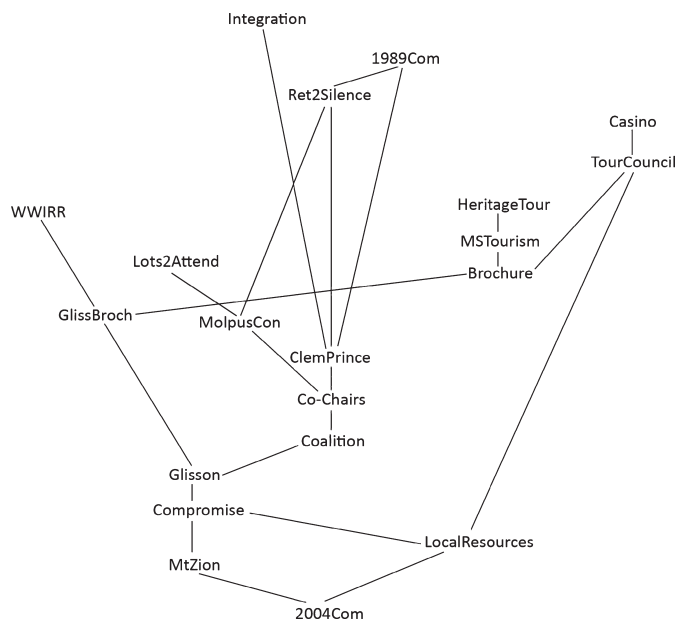 Integration
1989Com
Ret2Silence
Casino
TourCouncil
HeritageTour
WWIRR
MSTourism
Lots2Attend
Brochure
GlissBroch
MolpusCon
ClemPrince
Co-Chairs
Coalition
Glisson
Compromise
LocalResources
MtZion
2004Com